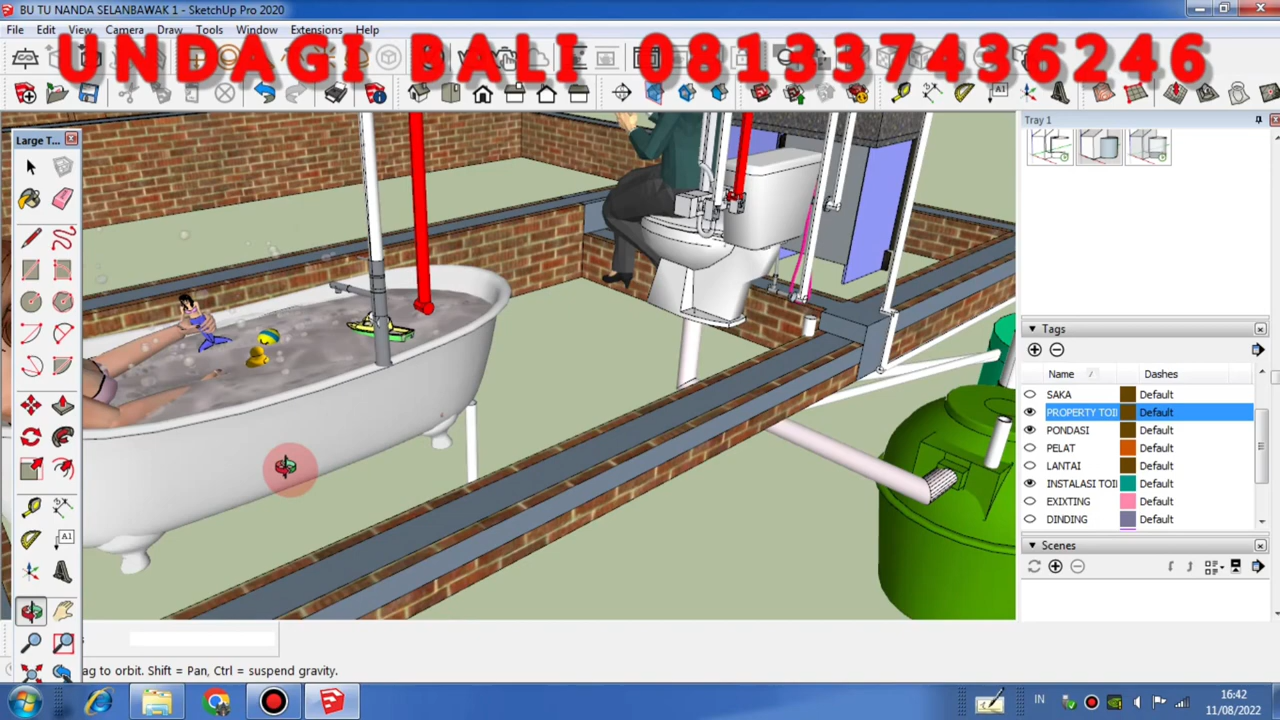 BU TU NANDA SELANBAWAK 1 - SketchUp Pro 2020
File Edit View Camera Draw Tools Window Extensions Help
UNDAGI BALI 081337436246
Large T...
Tray 1
Tags
Name Dashes
SAKA Default
PROPERTY TOI Default
PONDASI Default
PELAT Default
LANTAI Default
INSTALASI TOI Default
EXIXTING Default
DINDING Default
Scenes
A1
ag to orbit. Shift = Pan, Ctrl = suspend gravity.
IN
16:42
11/08/2022